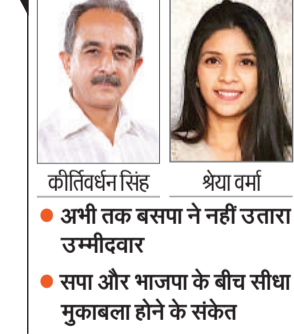 कीर्तिवर्धन सिंह
श्रेया वर्मा
अभी तक बसपा ने नहीं उतारा
उम्मीदवार
सपा और भाजपा के बीच सीधा
मुकाबला होने के संकेत